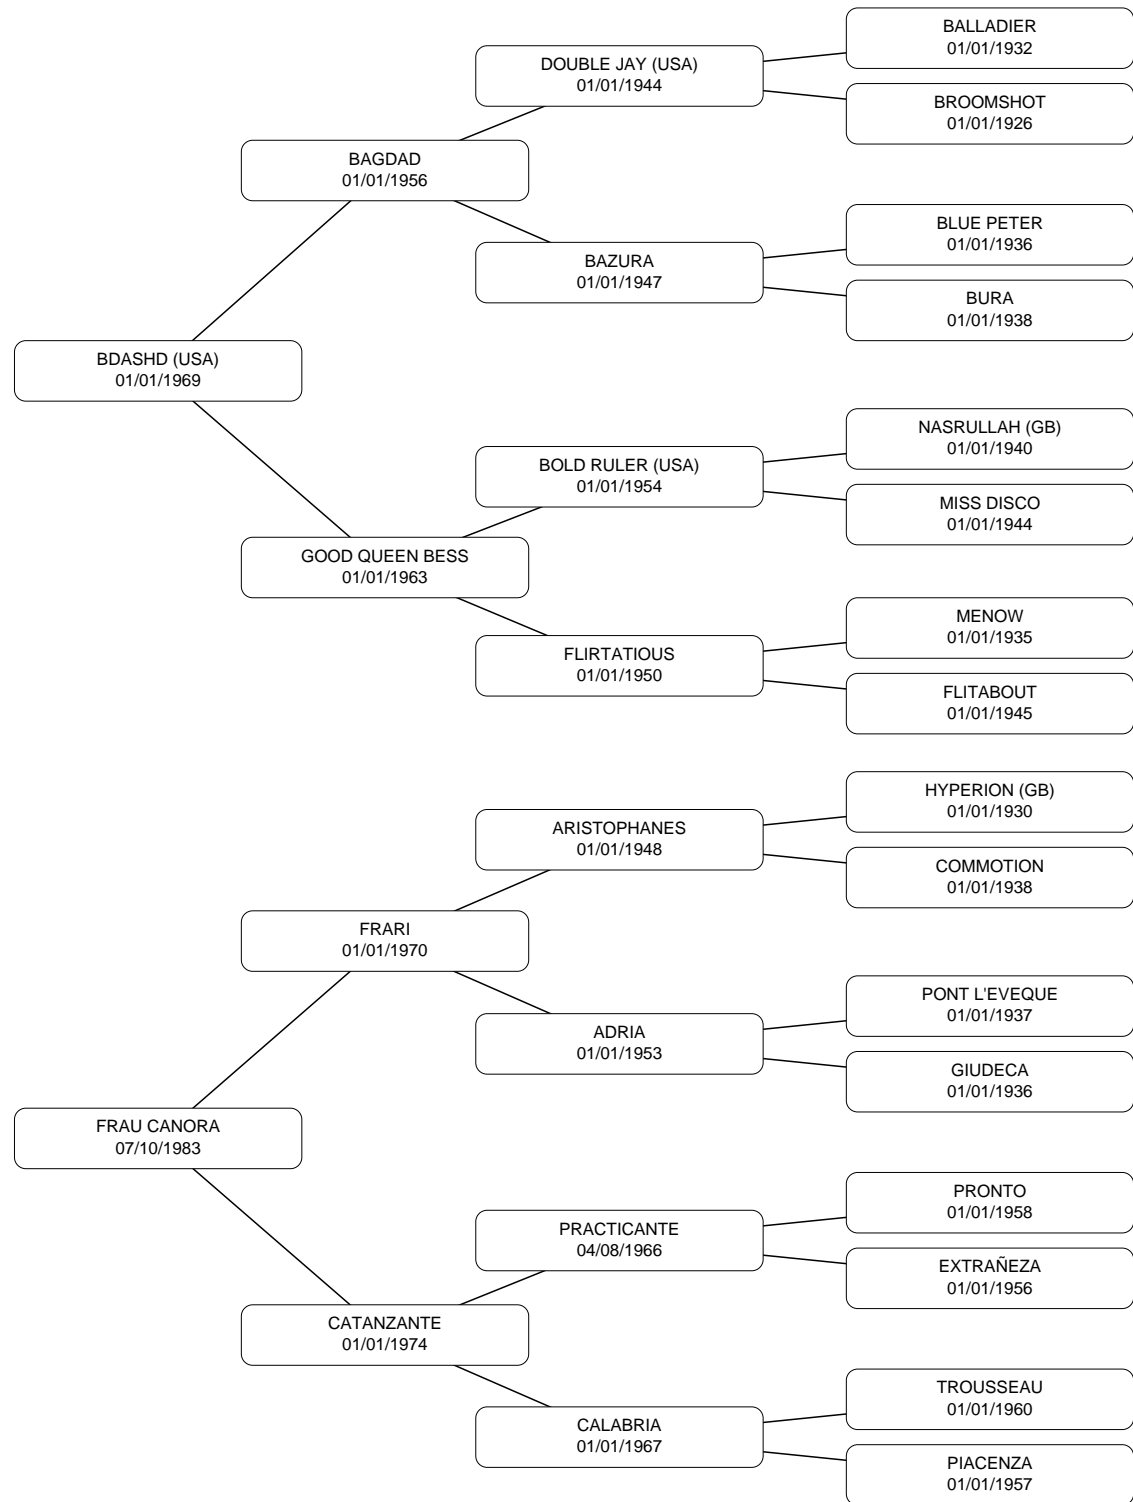 BALLADIER
01/01/1932
DOUBLE JAY (USA)
01/01/1944
BROOMSHOT
01/01/1926
BAGDAD
01/01/1956
BLUE PETER
01/01/1936
BAZURA
01/01/1947
BURA
01/01/1938
BDASHD (USA)
01/01/1969
NASRULLAH (GB)
01/01/1940
BOLD RULER (USA)
01/01/1954
MISS DISCO
01/01/1944
GOOD QUEEN BESS
01/01/1963
MENOW
01/01/1935
FLIRTATIOUS
01/01/1950
FLITABOUT
01/01/1945
HYPERION (GB)
01/01/1930
ARISTOPHANES
01/01/1948
COMMOTION
01/01/1938
FRARI
01/01/1970
PONT L'EVEQUE
01/01/1937
ADRIA
01/01/1953
GIUDECA
01/01/1936
FRAU CANORA
07/10/1983
PRONTO
01/01/1958
PRACTICANTE
04/08/1966
EXTRAÑEZA
01/01/1956
CATANZANTE
01/01/1974
TROUSSEAU
01/01/1960
CALABRIA
01/01/1967
PIACENZA
01/01/1957